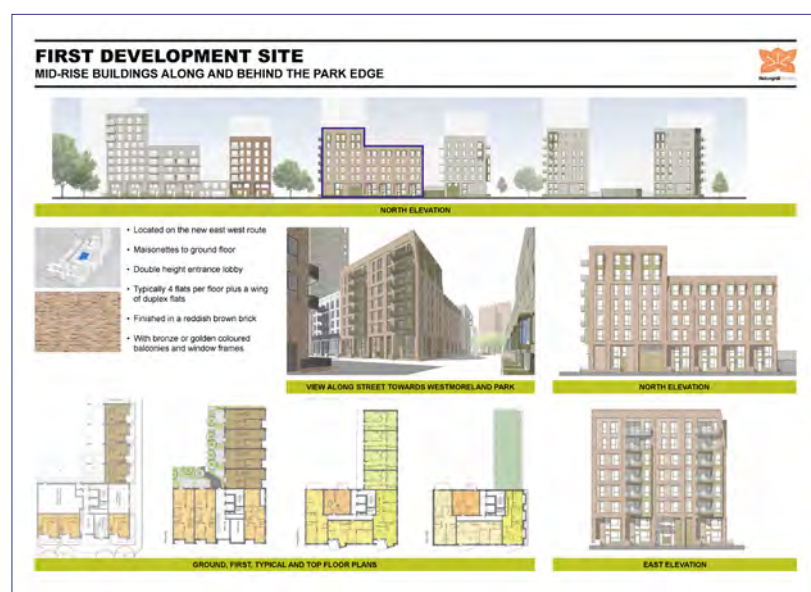 FIRST DEVELOPMENT SITE
MID-RISE BUILDINGS ALONG AND BEHIND THE PARK EDGE
NORTH ELEVATION
• Located on the new east west route
• Maisonettes to ground floor
• Double height entrance lobby
• Typically 4 flats per floor plus a wing
of duplex flats
• Finished in a reddish brown brick
• With bronze or golden coloured
balconies and window frames
VIEW ALONG STREET TOWARDS WESTMORELAND PARK
NORTH ELEVATION
GROUND, FIRST, TYPICAL AND TOP FLOOR PLANS
EAST ELEVATION